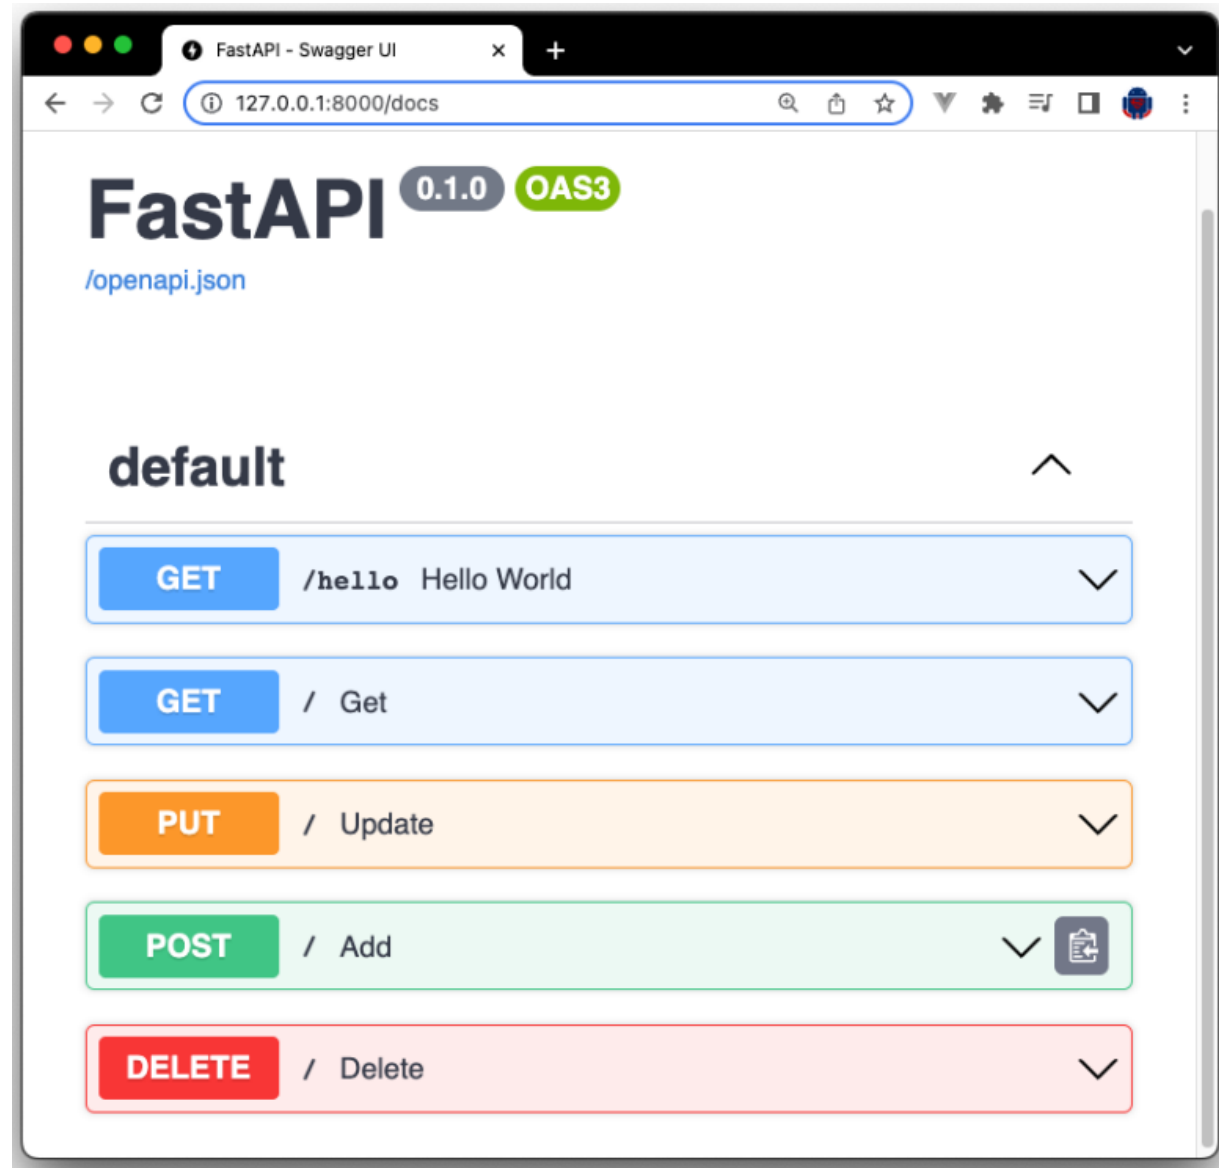 FastAPI - Swagger UI
127.0.0.1:8000/docs
FastAPI 0.1.0 OAS3
/openapi.json
default
GET /hello Hello World
GET / Get
PUT / Update
POST / Add
DELETE / Delete